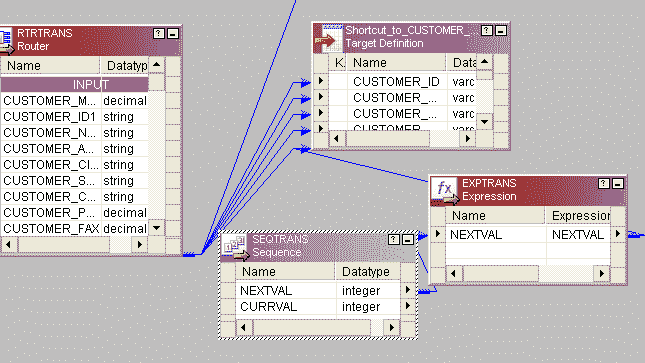 RTRTRANS
Router
Name Datatyp
INPUT
CUSTOMER_M... decimal
CUSTOMER_ID1 string
CUSTOMER_N... string
CUSTOMER_A... string
CUSTOMER_CI... string
CUSTOMER_S... string
CUSTOMER_C... string
CUSTOMER_P... decimal
CUSTOMER_FAX decimal
Shortcut_to_CUSTOMER_...
Target Definition
K. Name Data
CUSTOMER_ID varc
CUSTOMER_... varc
CUSTOMER_... varc
CUSTOMER varc
SEQTRANS
Sequence
Name Datatype
NEXTVAL integer
CURRVAL integer
EXPTRANS
Expression
Name Expression
NEXTVAL NEXTVAL